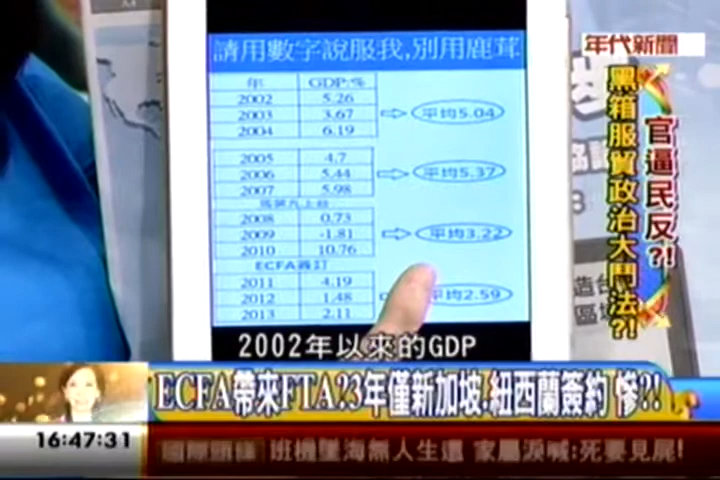 年代新聞
請用數字說服我,別用鹿茸
年 GDP:%
2002 5.26
2003 3.67
2004 6.19
平均5.04
2005 4.7
2006 5.44
2007 5.98
平均5.37
2008 0.73
2009 -1.81
2010 10.76
平均3.22
ECFA簽訂
2011 4.19
2012 1.48
2013 2.11
平均2.59
官逼民反?!
黑箱服貿政治大鬥法?!
2002年以來的GDP
ECFA帶來FTA?3年僅新加坡.紐西蘭簽約 慘?!
16:47:31
班機墜海無人生還 家屬淚喊:死要見屍!